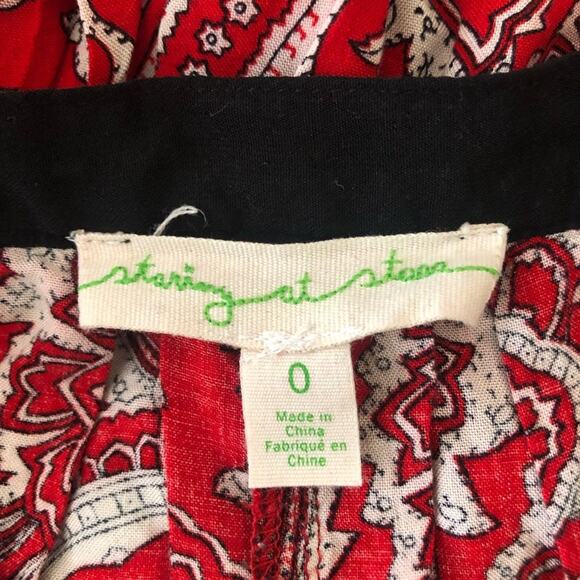 staring at stars
0
Made in
China
Fabriqué en
Chine